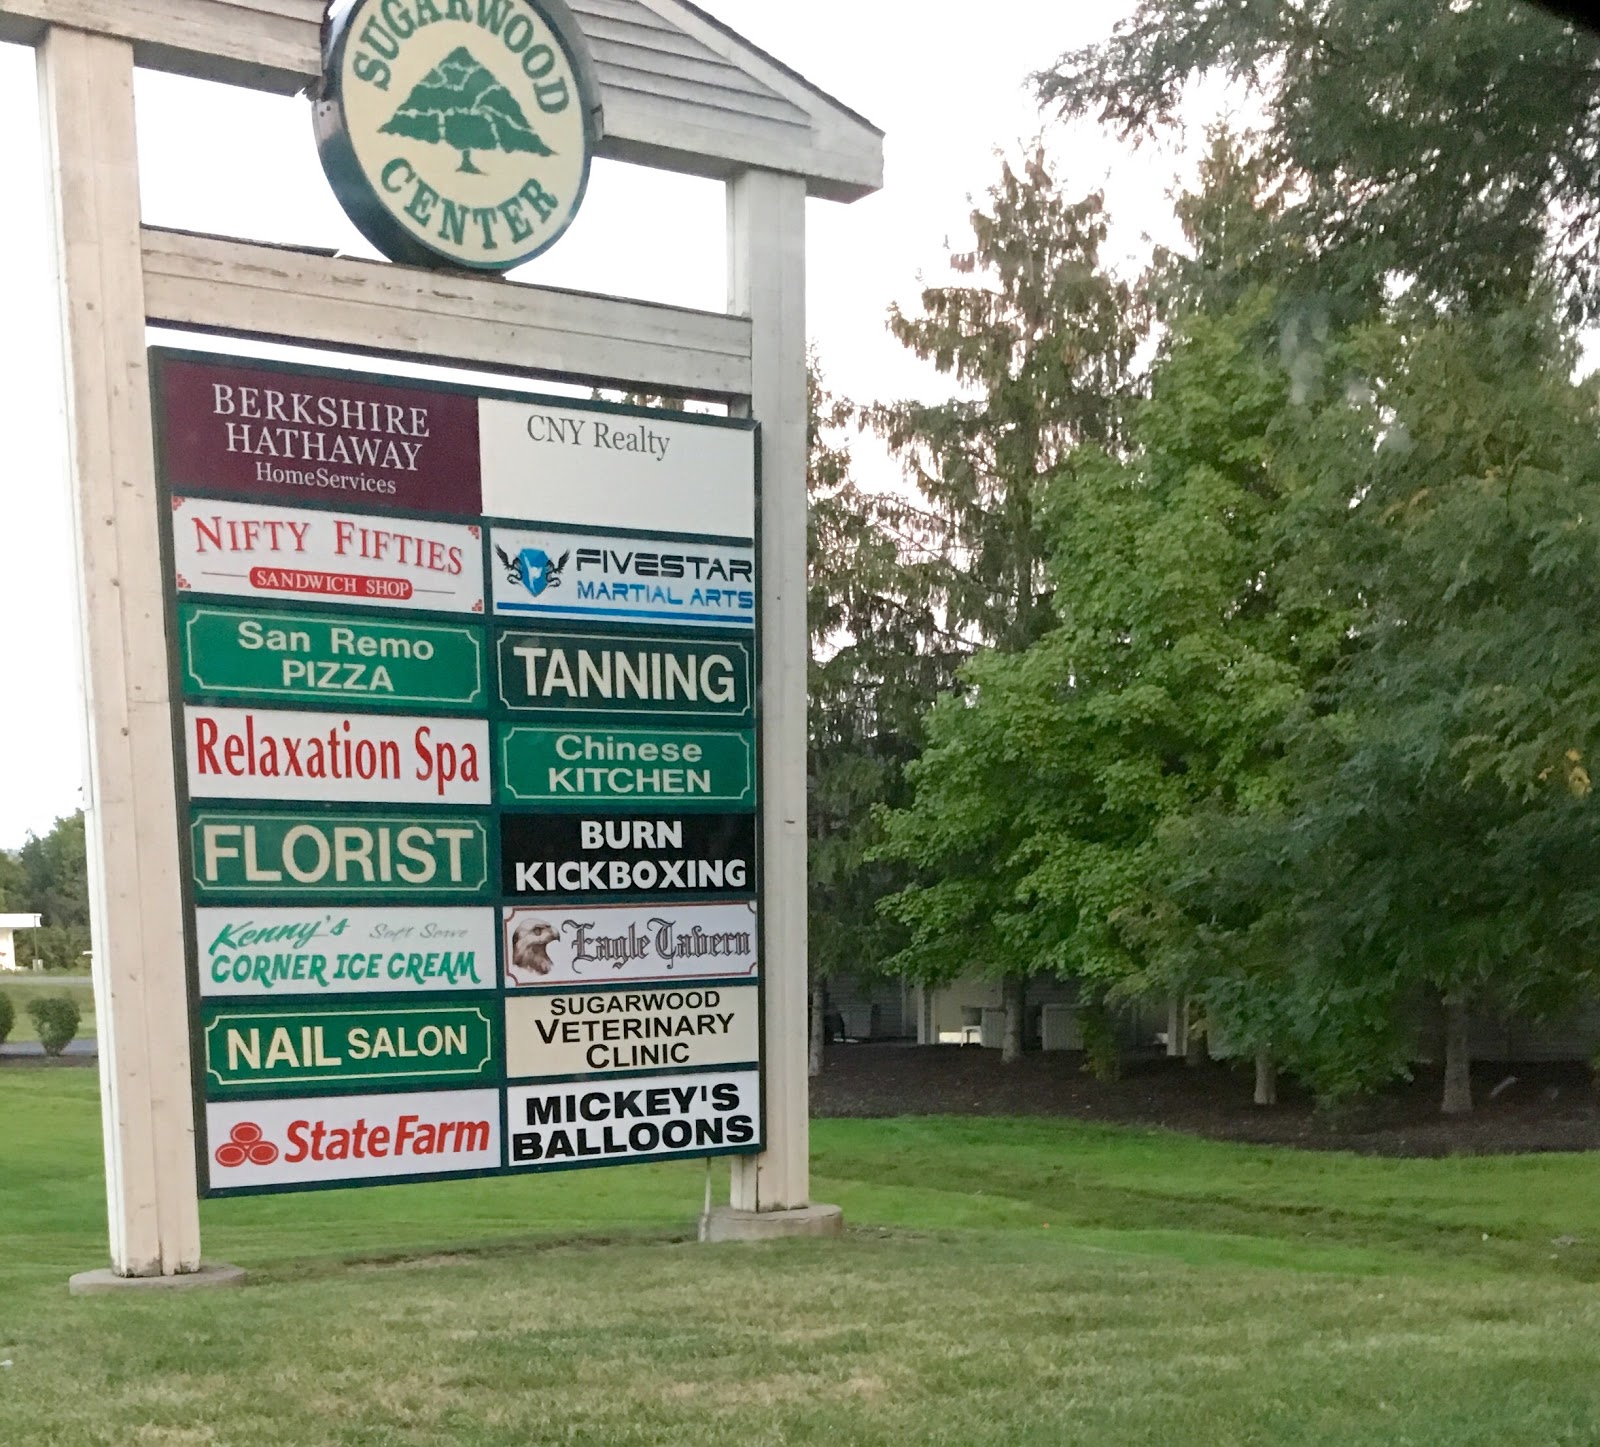 SUGARWOOD
CENTER
BERKSHIRE
HATHAWAY
HomeServices
CNY Realty
NIFTY FIFTIES
SANDWICH SHOP
FIVESTAR
MARTIAL ARTS
San Remo
PIZZA
TANNING
Relaxation Spa
Chinese
KITCHEN
FLORIST
BURN
KICKBOXING
Kenny's Soft Serve
CORNER ICE CREAM
Eagle Tavern
NAIL SALON
SUGARWOOD
VETERINARY
CLINIC
State Farm
MICKEY'S
BALLOONS